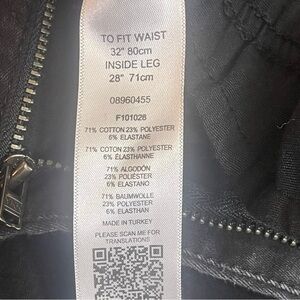 TO FIT WAIST
32" 80cm
INSIDE LEG
28" 71cm
08960455
F101028
71% COTTON 23% POLYESTER
6% ELASTANE
71% COTON 23% POLYESTER
6% ÉLASTHANNE
71% ALGODÓN
23% POLIÉSTER
6% ELASTANO
71% BAUMWOLLE
23% POLYESTER
6% ELASTHAN
MADE IN TURKEY
PLEASE SCAN ME FOR
TRANSLATIONS